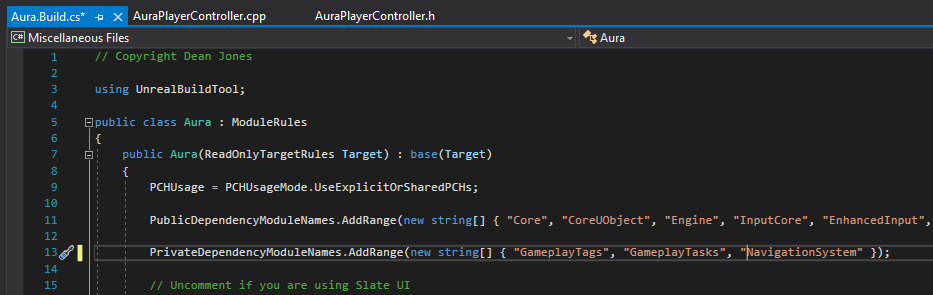 Aura.Build.cs* AuraPlayerController.cpp AuraPlayerController.h
C# Miscellaneous Files Aura
1 // Copyright Dean Jones
2
3 using UnrealBuildTool;
4
5 public class Aura : ModuleRules
6 {
7 public Aura(ReadOnlyTargetRules Target) : base(Target)
8 {
9 PCHUsage = PCHUsageMode.UseExplicitOrSharedPCHs;
10
11 PublicDependencyModuleNames.AddRange(new string[] { "Core", "CoreUObject", "Engine", "InputCore", "EnhancedInput",
12
13 PrivateDependencyModuleNames.AddRange(new string[] { "GameplayTags", "GameplayTasks", "NavigationSystem" });
14
15 // Uncomment if you are using Slate UI